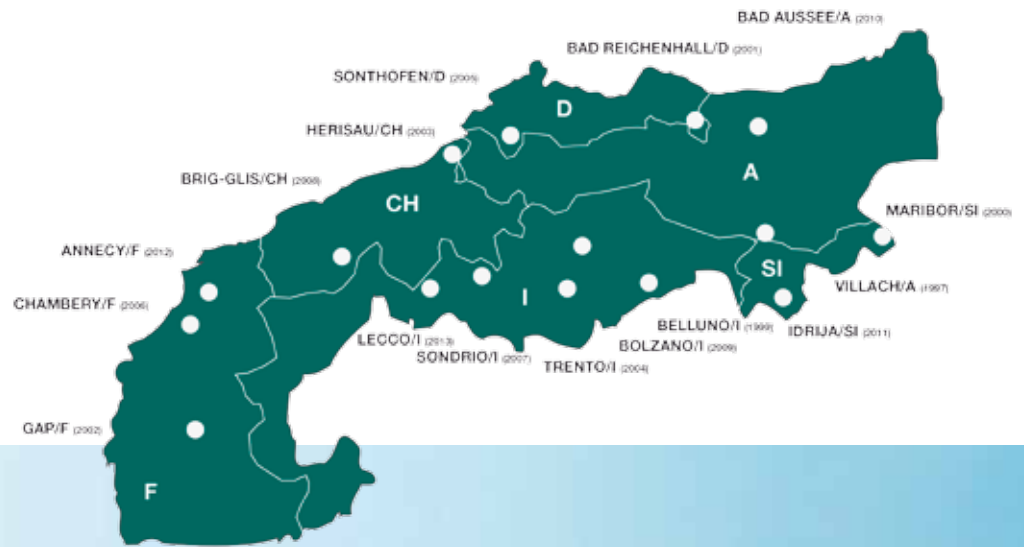 BAD AUSSEE/A (2010)
BAD REICHENHALL/D (2001)
SONTHOFEN/D (2005)
D
HERISAU/CH (2003)
A
BRIG-GLIS/CH (2008)
CH
MARIBOR/SI (2000)
ANNECY/F (2012)
SI
VILLACH/A (1997)
CHAMBERY/F (2006)
I
BELLUNO/I (1999)
IDRIJA/SI (2011)
LECCO/I (2013)
BOLZANO/I (2009)
SONDRIO/I (2007)
TRENTO/I (2004)
GAP/F (2002)
F